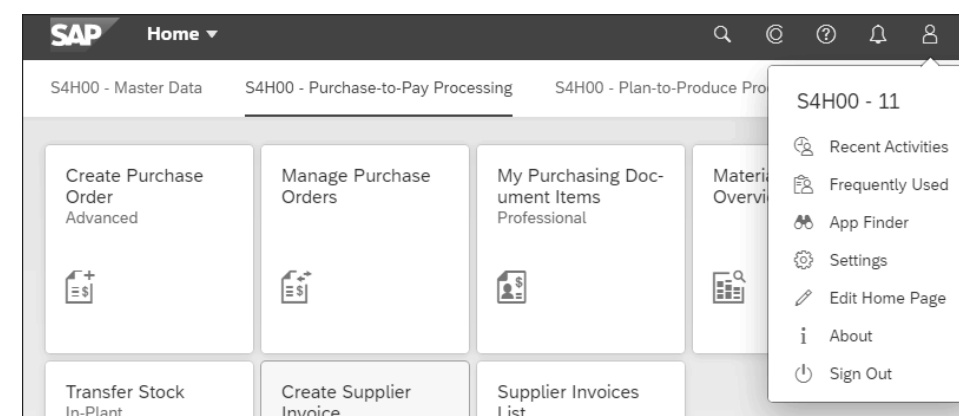 SAP Home ▾
S4H00 - Master Data S4H00 - Purchase-to-Pay Processing S4H00 - Plan-to-Produce Pro
S4H00 - 11
Recent Activities
Frequently Used
App Finder
Settings
Edit Home Page
i About
Sign Out
Create Purchase
Order
Advanced
Manage Purchase
Orders
My Purchasing Doc-
ument Items
Professional
Materia
Overvi
Transfer Stock
In-Plant
Create Supplier
Invoice
Supplier Invoices
List